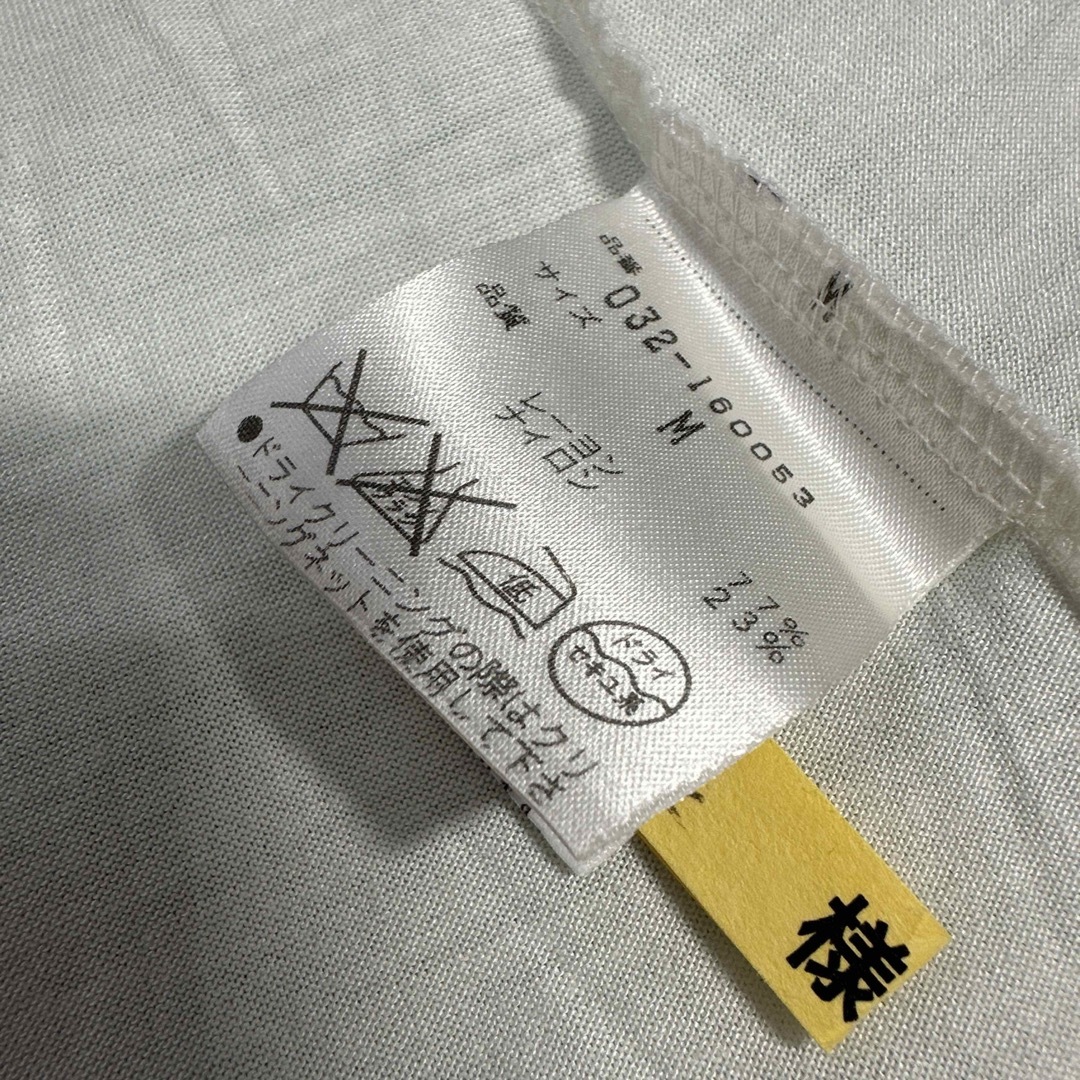 品番 032-160053
サイズ M
品質
レーヨン 77%
ナイロン 23%
低
ドライ
セキユ系
●ドライクリーニングの際はクリ
ーニングネットを使用して下さ
様